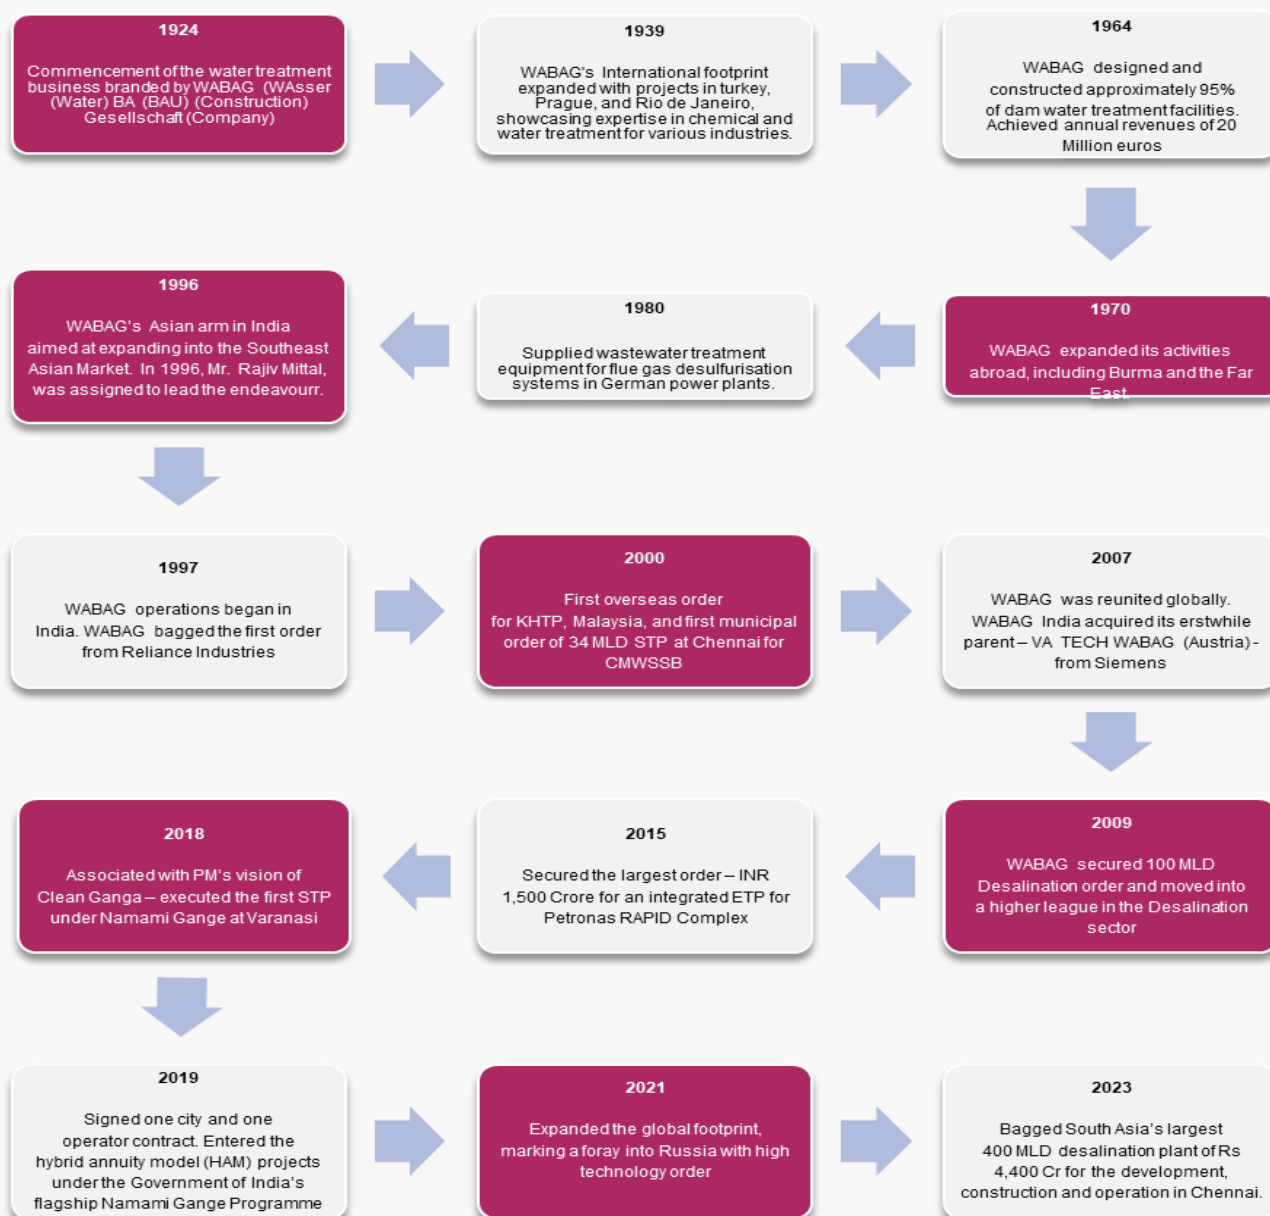 1924
Commencement of the water treatment
business branded by WABAG (WAsser
(Water) BA (BAU) (Construction)
Gesellschaft (Company)
1939
WABAG's International footprint
expanded with projects in turkey,
Prague, and Rio de Janeiro,
showcasing expertise in chemical and
water treatment for various industries.
1964
WABAG designed and
constructed approximately 95%
of dam water treatment facilities.
Achieved annual revenues of 20
Million euros
1970
WABAG expanded its activities
abroad, including Burma and the Far
East.
1980
Supplied wastewater treatment
equipment for flue gas desulfurisation
systems in German power plants.
1996
WABAG's Asian arm in India
aimed at expanding into the Southeast
Asian Market. In 1996, Mr. Rajiv Mittal,
was assigned to lead the endeavourr.
1997
WABAG operations began in
India. WABAG bagged the first order
from Reliance Industries
2000
First overseas order
for KHTP, Malaysia, and first municipal
order of 34 MLD STP at Chennai for
CMWSSB
2007
WABAG was reunited globally.
WABAG India acquired its erstwhile
parent – VA TECH WABAG (Austria) -
from Siemens
2009
WABAG secured 100 MLD
Desalination order and moved into
a higher league in the Desalination
sector
2015
Secured the largest order – INR
1,500 Crore for an integrated ETP for
Petronas RAPID Complex
2018
Associated with PM's vision of
Clean Ganga – executed the first STP
under Namami Gange at Varanasi
2019
Signed one city and one
operator contract. Entered the
hybrid annuity model (HAM) projects
under the Government of India's
flagship Namami Gange Programme
2021
Expanded the global footprint,
marking a foray into Russia with high
technology order
2023
Bagged South Asia's largest
400 MLD desalination plant of Rs
4,400 Cr for the development,
construction and operation in Chennai.